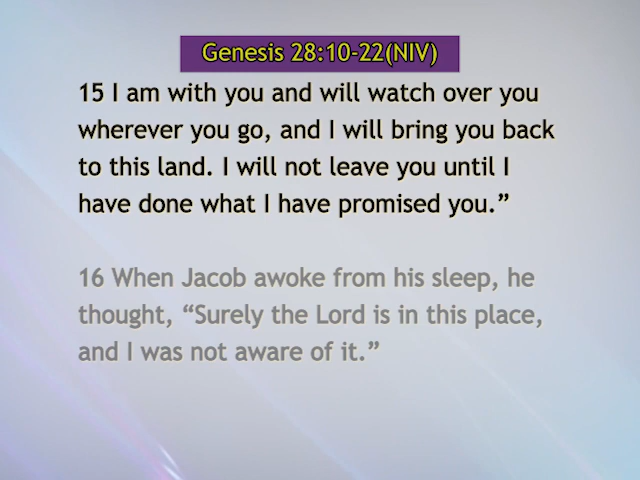 Genesis 28:10-22(NIV)
15 I am with you and will watch over you
wherever you go, and I will bring you back
to this land. I will not leave you until I
have done what I have promised you.”
16 When Jacob awoke from his sleep, he
thought, “Surely the Lord is in this place,
and I was not aware of it.”